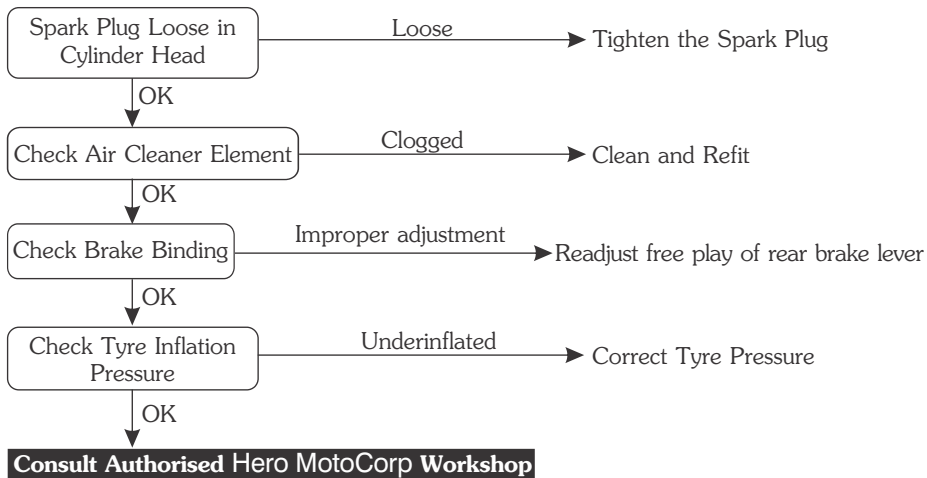 Spark Plug Loose in
Cylinder Head
Loose
Tighten the Spark Plug
OK
Check Air Cleaner Element
Clogged
Clean and Refit
OK
Check Brake Binding
Improper adjustment
Readjust free play of rear brake lever
OK
Check Tyre Inflation
Pressure
Underinflated
Correct Tyre Pressure
OK
Consult Authorised Hero MotoCorp Workshop